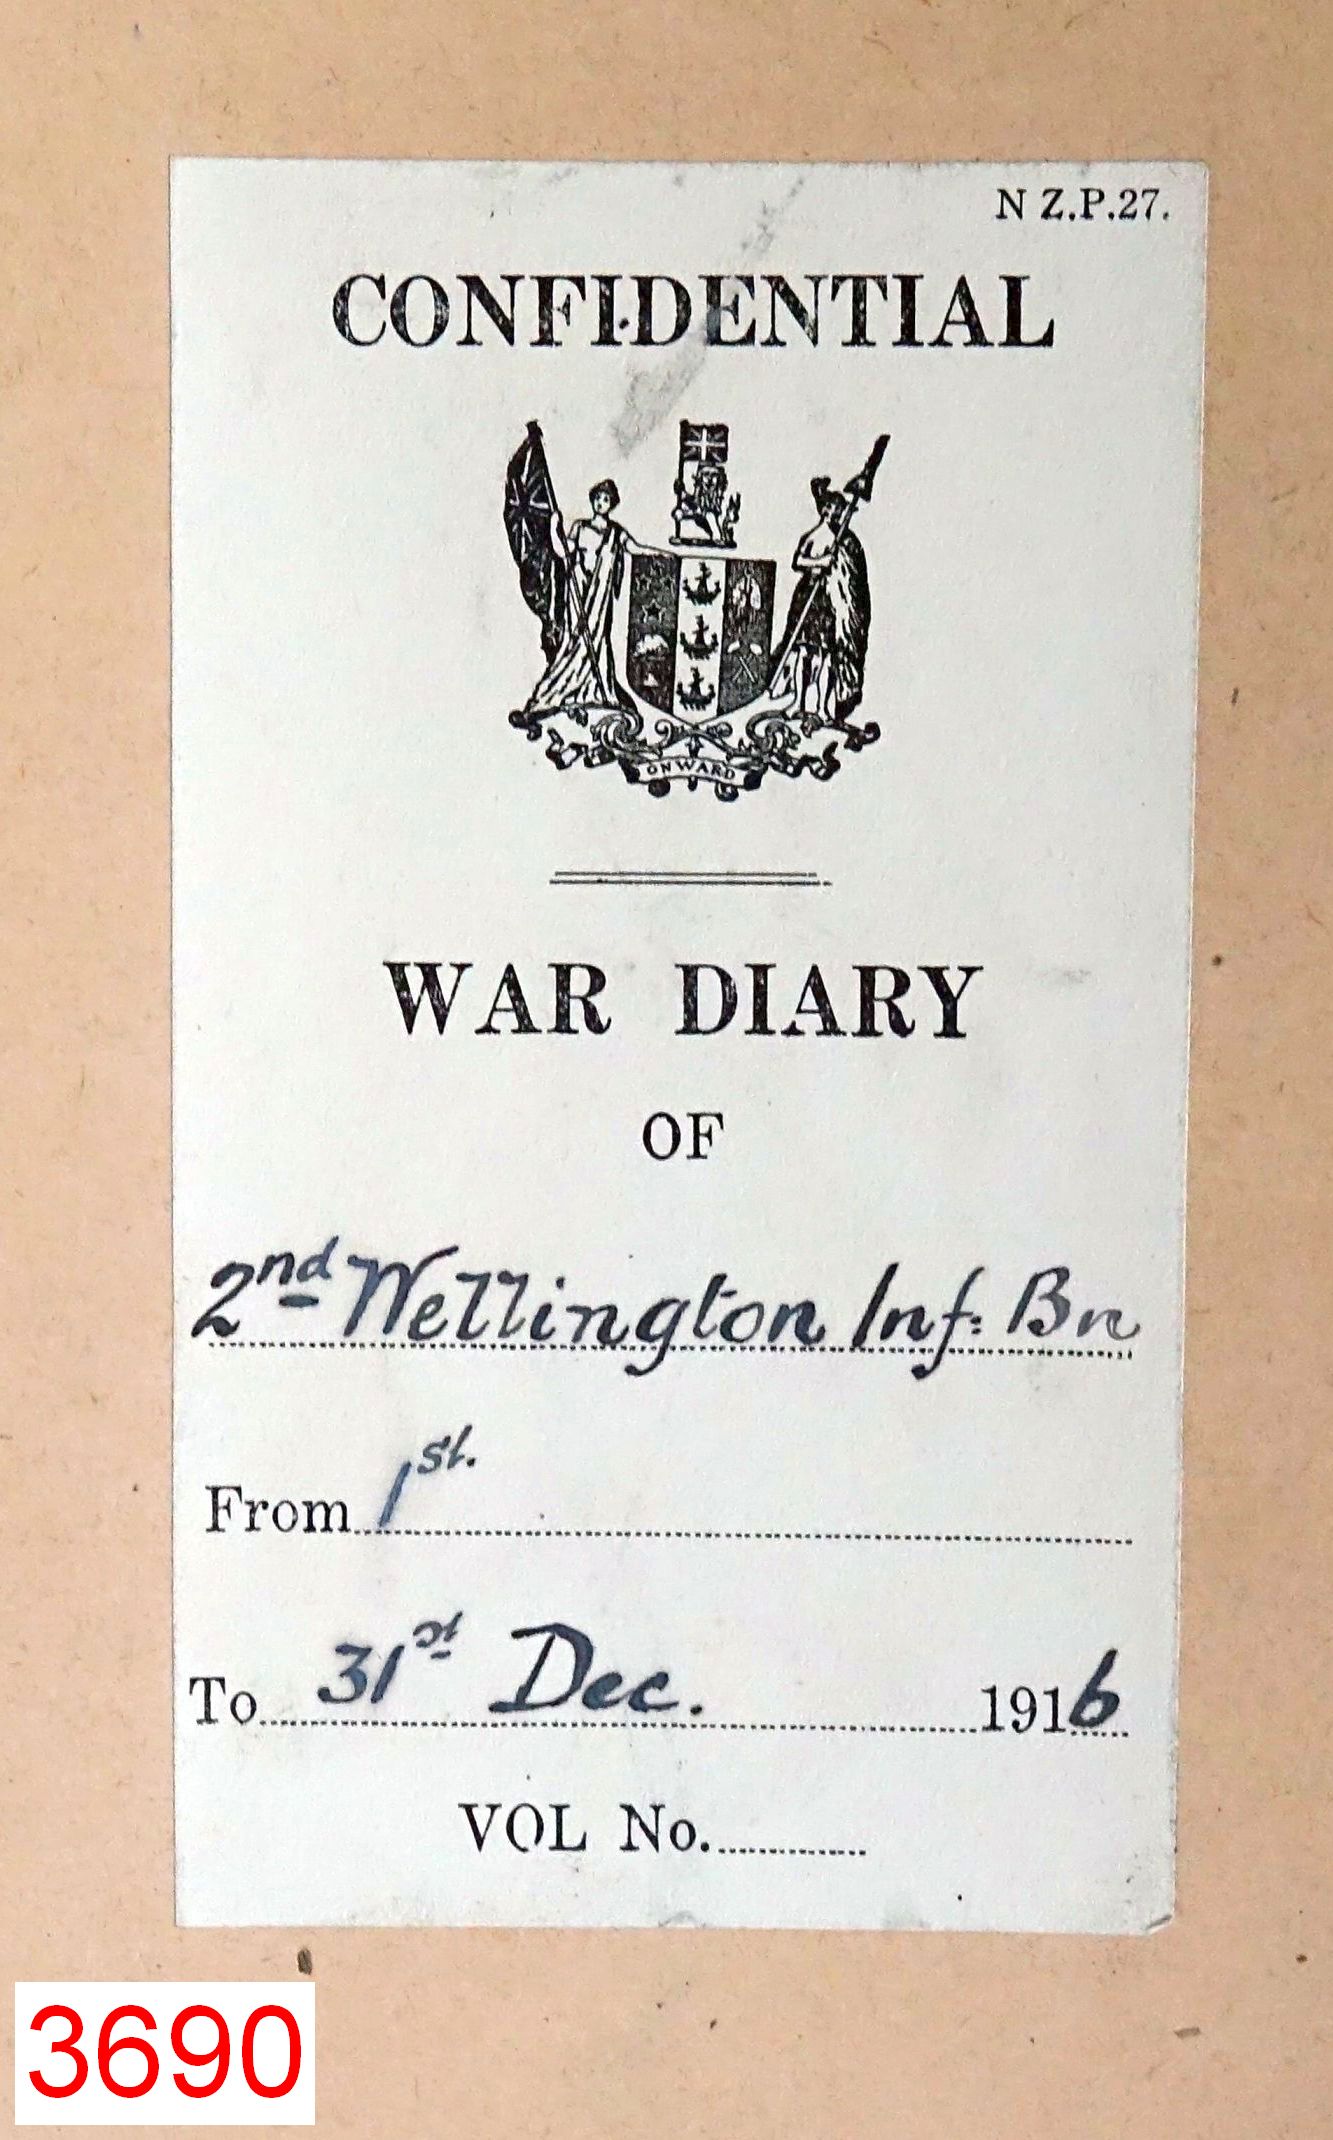 N Z.P.27.
CONFIDENTIAL
ONWARD
WAR DIARY
OF
2nd Wellington Inf: Bn
From 1st.
To 31st Dec. 1916
VOL No.
3690